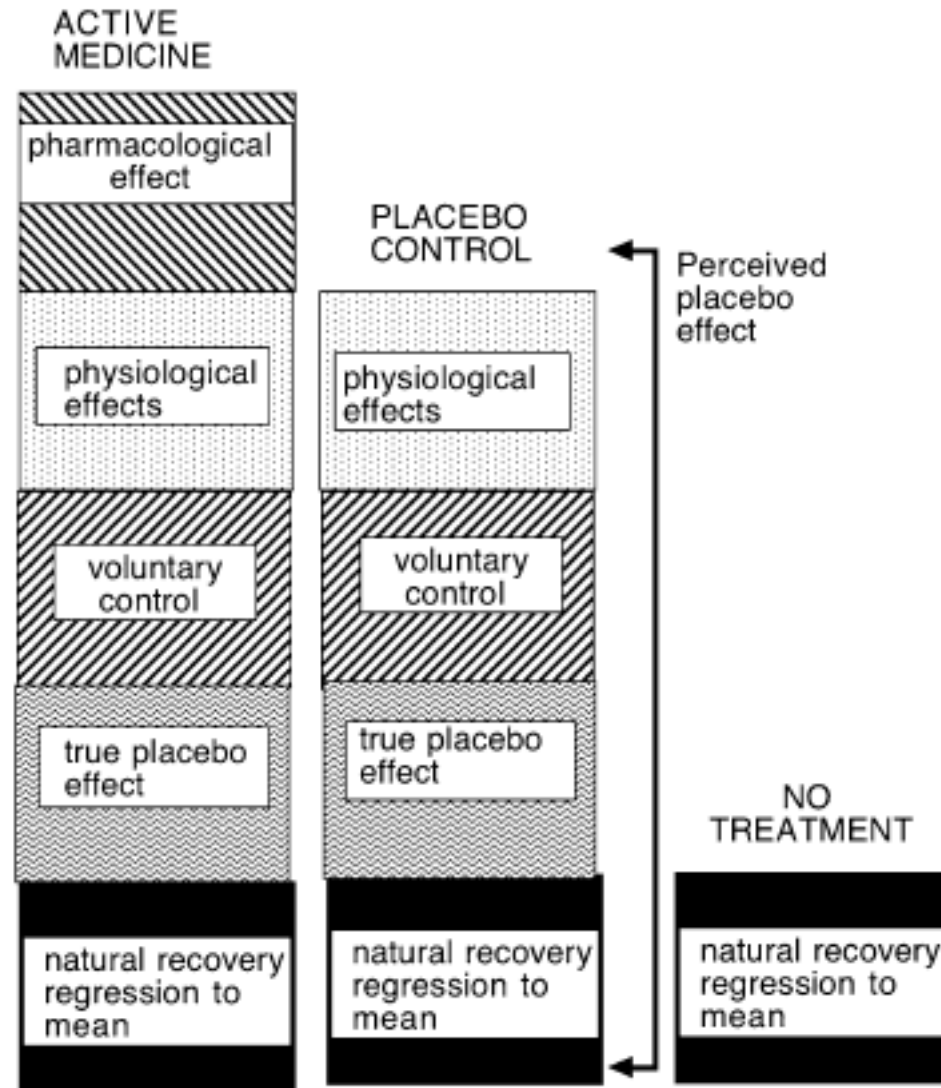 ACTIVE
MEDICINE
pharmacological
effect
physiological
effects
voluntary
control
true placebo
effect
natural recovery
regression to
mean
PLACEBO
CONTROL
physiological
effects
voluntary
control
true placebo
effect
natural recovery
regression to
mean
Perceived
placebo
effect
NO
TREATMENT
natural recovery
regression to
mean